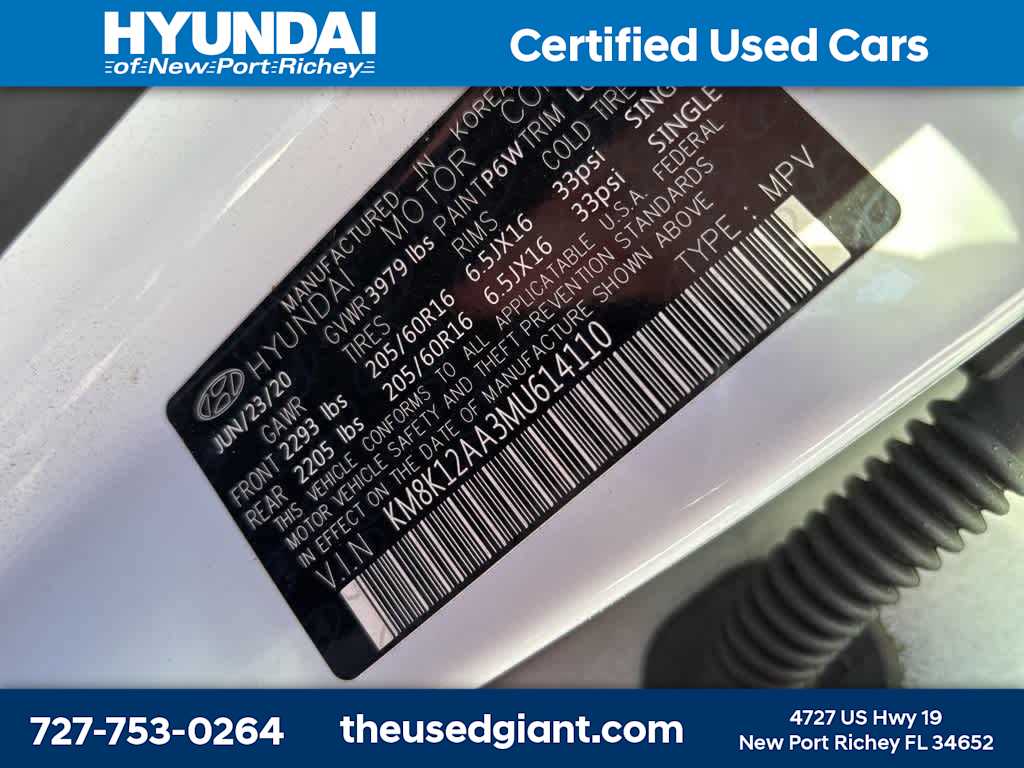 HYUNDAI
of New Port Richey
Certified Used Cars
MANUFACTURED IN KOREA
HYUNDAI MOTOR
JUN/23/20 GVWR 3979 lbs PAINT P6W TRIM
GAWR TIRES RIMS COLD TIRE
FRONT 2293 lbs 205/60R16 6.5JX16 33psi SING
REAR 2205 lbs 205/60R16 6.5JX16 33psi SINGLE
THIS VEHICLE CONFORMS TO ALL APPLICATABLE U.S.A. FEDERAL
MOTOR VEHICLE SAFETY AND THEFT PREVENTION STANDARDS
IN EFFECT ON THE DATE OF MANUFACTURE SHOWN ABOVE
V.I.N KM8K12AA3MU614110 TYPE : MPV
727-753-0264
theusedgiant.com
4727 US Hwy 19
New Port Richey FL 34652